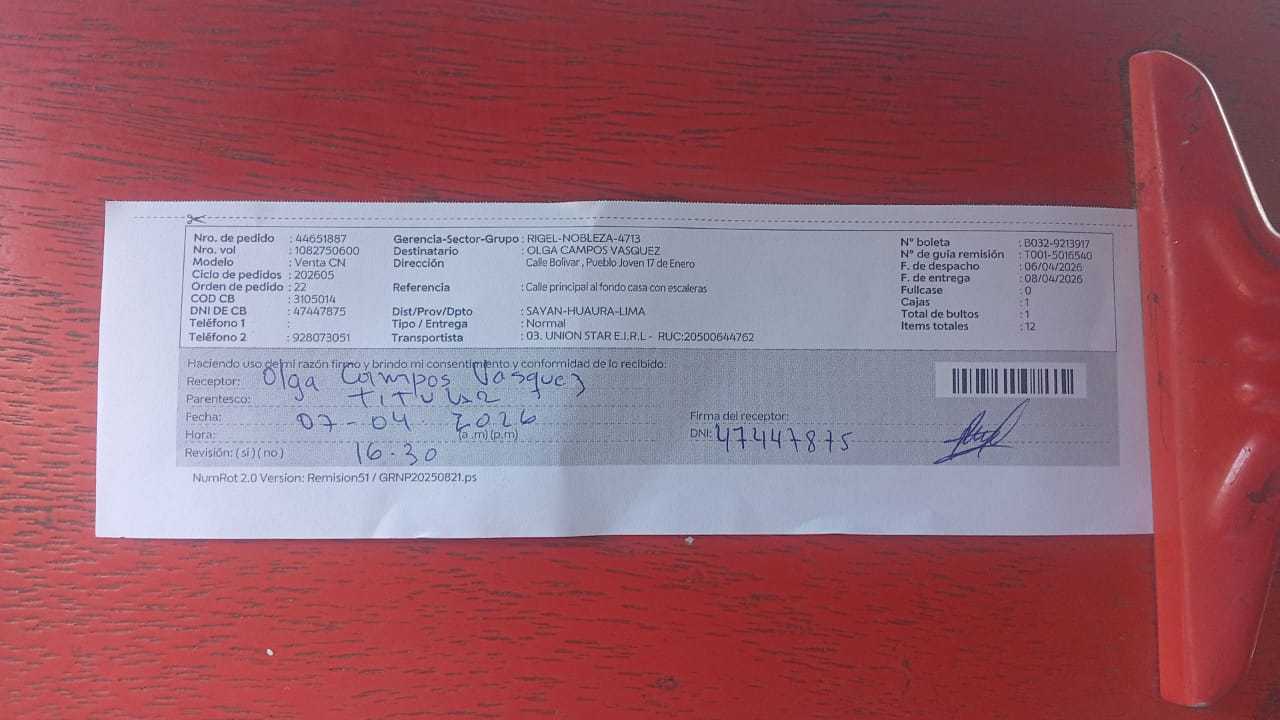 Nro. de pedido : 44651887 Gerencia-Sector-Grupo : RIGEL-NOBLEZA-4713 N° boleta : B032-9213917
Nro. vol : 1082750600 Destinatario : OLGA CAMPOS VASQUEZ N° de guía remisión : T001-5016540
Modelo : Venta CN Dirección Calle Bolivar , Pueblo Joven 17 de Enero F. de despacho : 06/04/2026
Ciclo de pedidos : 202605 F. de entrega : 08/04/2026
Orden de pedido : 22 Referencia : Calle principal al fondo casa con escaleras Fullcase : 0
COD CB : 3105014 Cajas : 1
DNI DE CB : 47447875 Dist/Prov/Dpto : SAYAN-HUAURA-LIMA Total de bultos : 1
Teléfono 1 : Tipo / Entrega : Normal Items totales : 12
Teléfono 2 : 928073051 Transportista : 03. UNION STAR E.I.R.L - RUC:20500644762
Haciendo uso de mi razón firmo y brindo mi consentimiento y conformidad de lo recibido:
Receptor: Olga Campos Vasquez
Parentesco: TITULAR
Fecha: 07-04-2026 Firma del receptor:
Hora: (a .m) (p.m) DNI: 47447875
Revisión: ( si ) ( no ) 16-30
NumRot 2.0 Version: Remision51 / GRNP20250821.ps